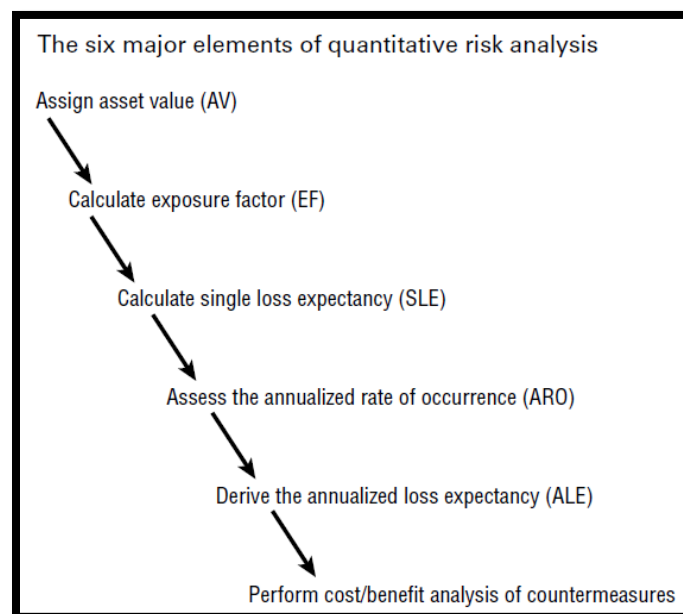 The six major elements of quantitative risk analysis
Assign asset value (AV)
Calculate exposure factor (EF)
Calculate single loss expectancy (SLE)
Assess the annualized rate of occurrence (ARO)
Derive the annualized loss expectancy (ALE)
Perform cost/benefit analysis of countermeasures